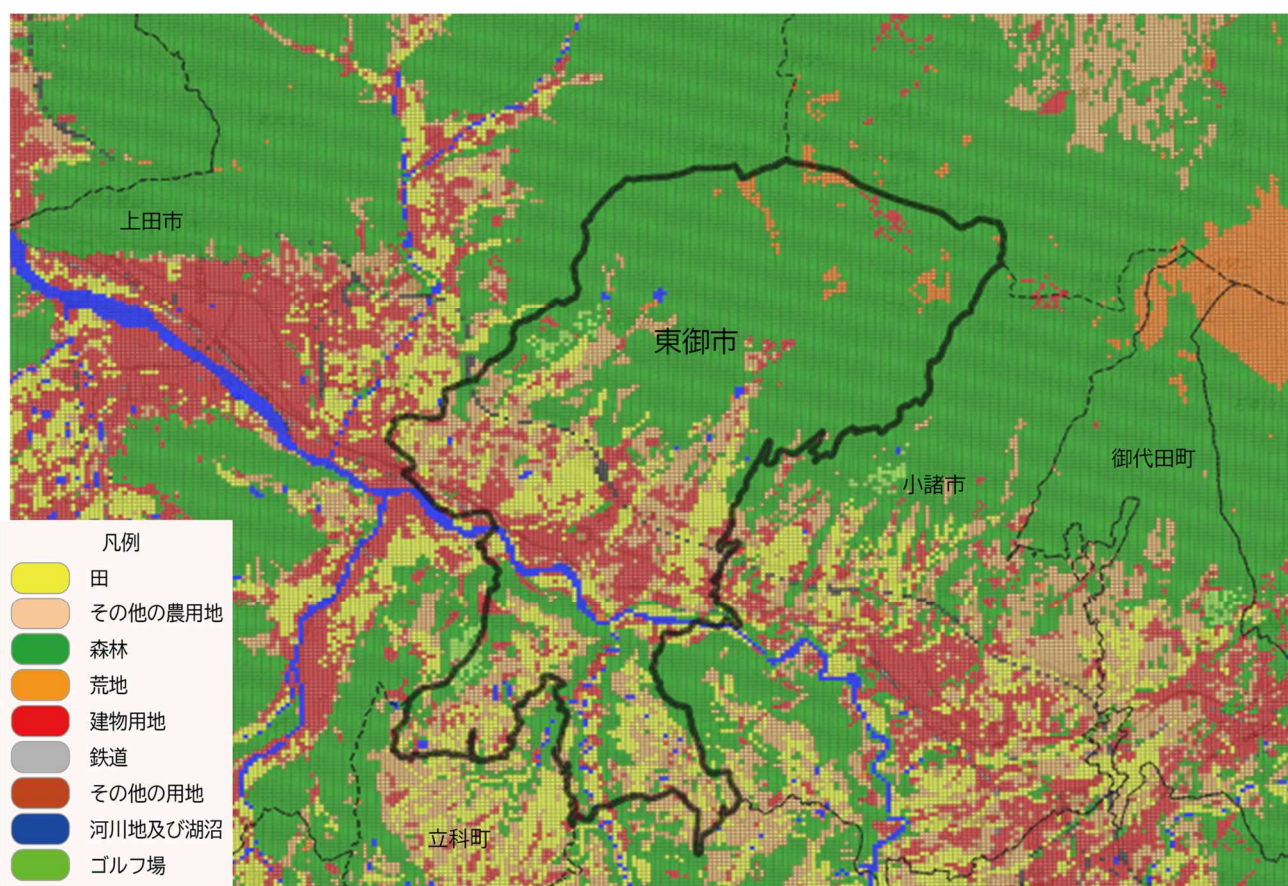 上田市
東御市
小諸市
御代田町
立科町
凡例
田
その他の農用地
森林
荒地
建物用地
鉄道
その他の用地
河川地及び湖沼
ゴルフ場